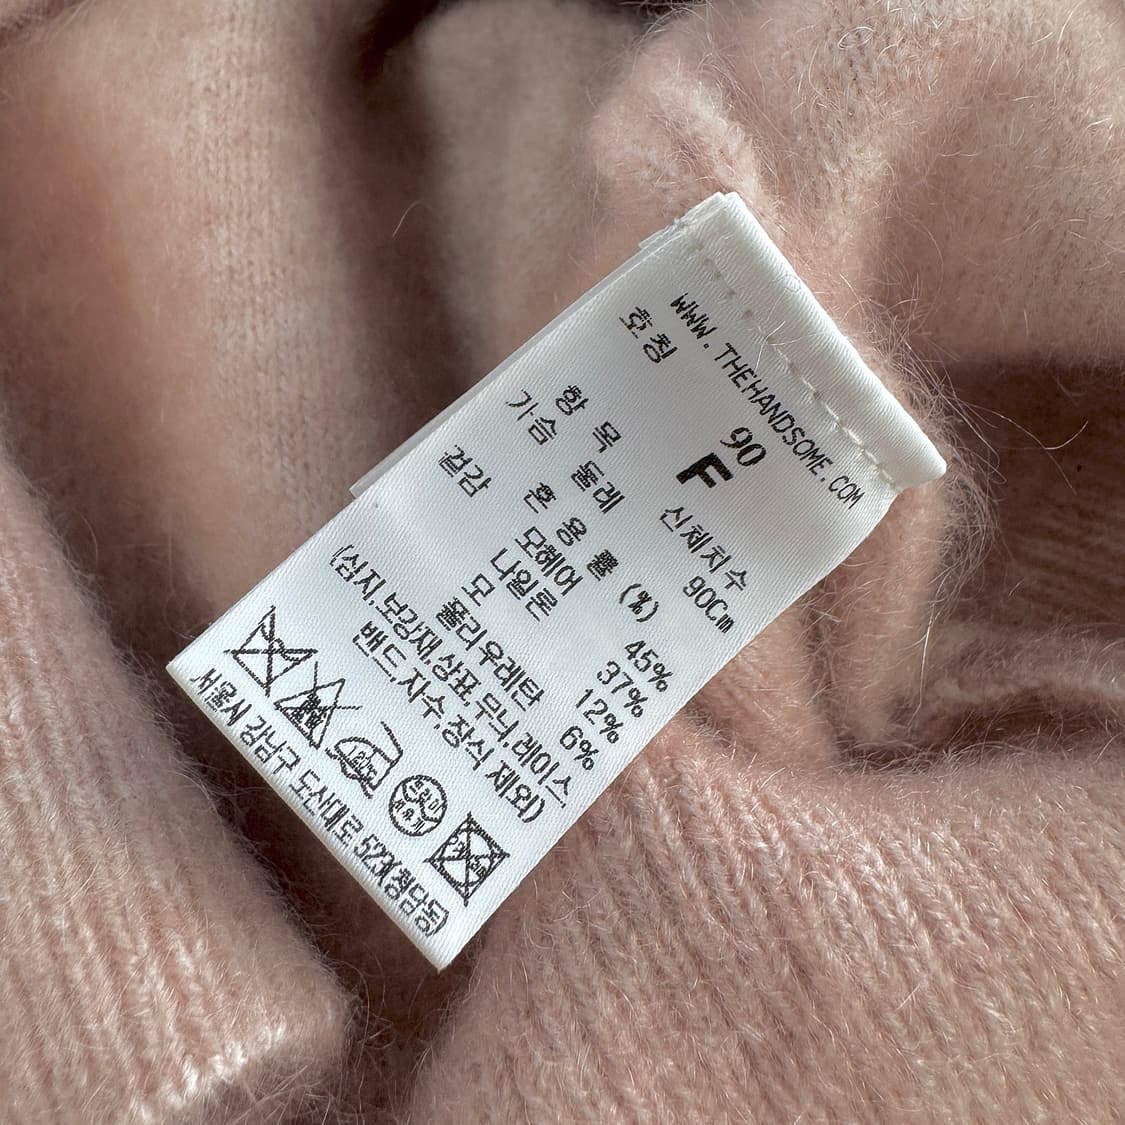 WWW.THEHANDSOME.COM
호칭 90
F
항 목 신체치수
가슴 둘레 90Cm
겉감 혼 용 률 (%)
모헤어 45%
나일론 37%
모 12%
폴리우레탄 6%
(심지,보강재,상표,무늬,레이스
밴드,자수,장식 제외)
서울시 강남구 도산대로 523(청담동)